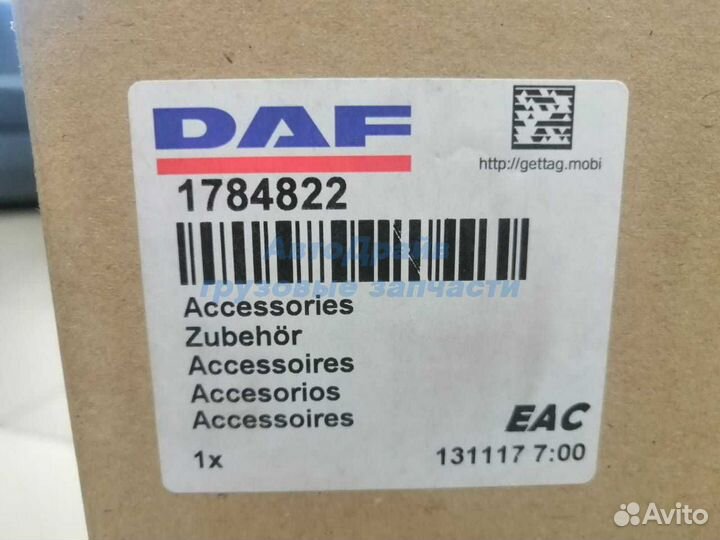 DAF
http://gettag.mobi
1784822
АвтоДрайв
грузовые запчасти
Accessories
Zubehör
Accessoires
Accesorios
Accessoires
EAC
1x
131117 7:00
Avito